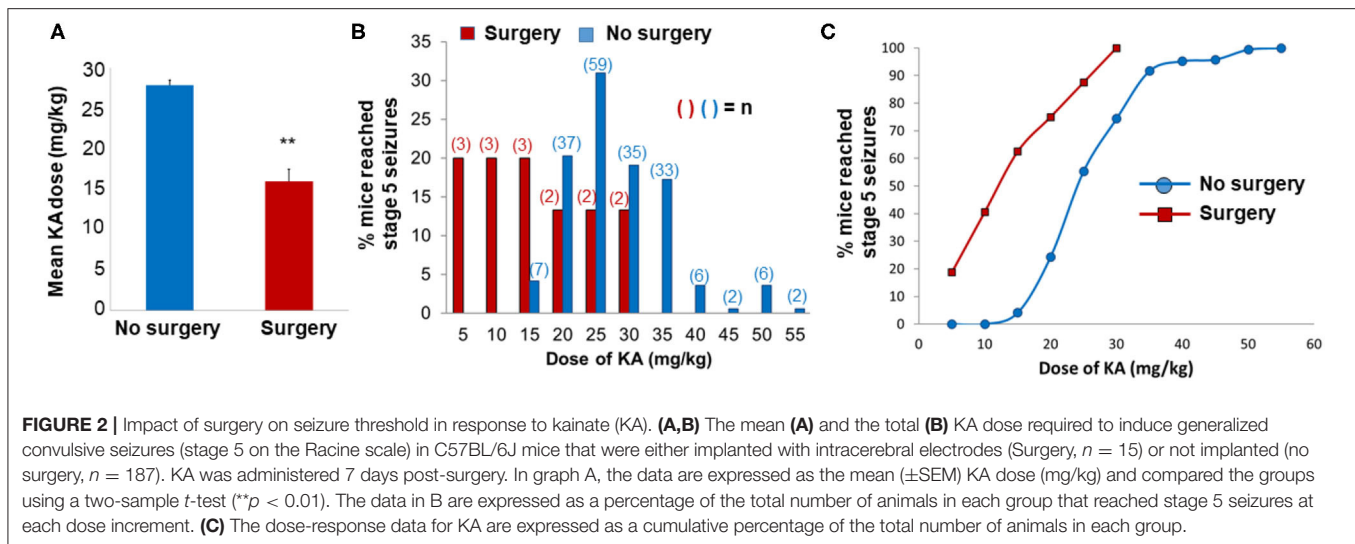 A
Mean KA dose (mg/kg)
30
25
20
15
10
5
0
**
No surgery
Surgery
B
Surgery
No surgery
% mice reached
stage 5 seizures
35
30
25
20
15
10
5
0
(3)
(3)
(3)
(7)
(2)
(37)
(2)
(59)
(2)
(35)
(33)
(6)
(2)
(6)
(2)
( ) ( ) = n
5 10 15 20 25 30 35 40 45 50 55
Dose of KA (mg/kg)
C
% mice reached
stage 5 seizures
100
90
80
70
60
50
40
30
20
10
0
No surgery
Surgery
0 10 20 30 40 50 60
Dose of KA (mg/kg)
FIGURE 2 | Impact of surgery on seizure threshold in response to kainate (KA). (A,B) The mean (A) and the total (B) KA dose required to induce generalized
convulsive seizures (stage 5 on the Racine scale) in C57BL/6J mice that were either implanted with intracerebral electrodes (Surgery, n = 15) or not implanted (no
surgery, n = 187). KA was administered 7 days post-surgery. In graph A, the data are expressed as the mean (±SEM) KA dose (mg/kg) and compared the groups
using a two-sample t-test (**p < 0.01). The data in B are expressed as a percentage of the total number of animals in each group that reached stage 5 seizures at
each dose increment. (C) The dose-response data for KA are expressed as a cumulative percentage of the total number of animals in each group.